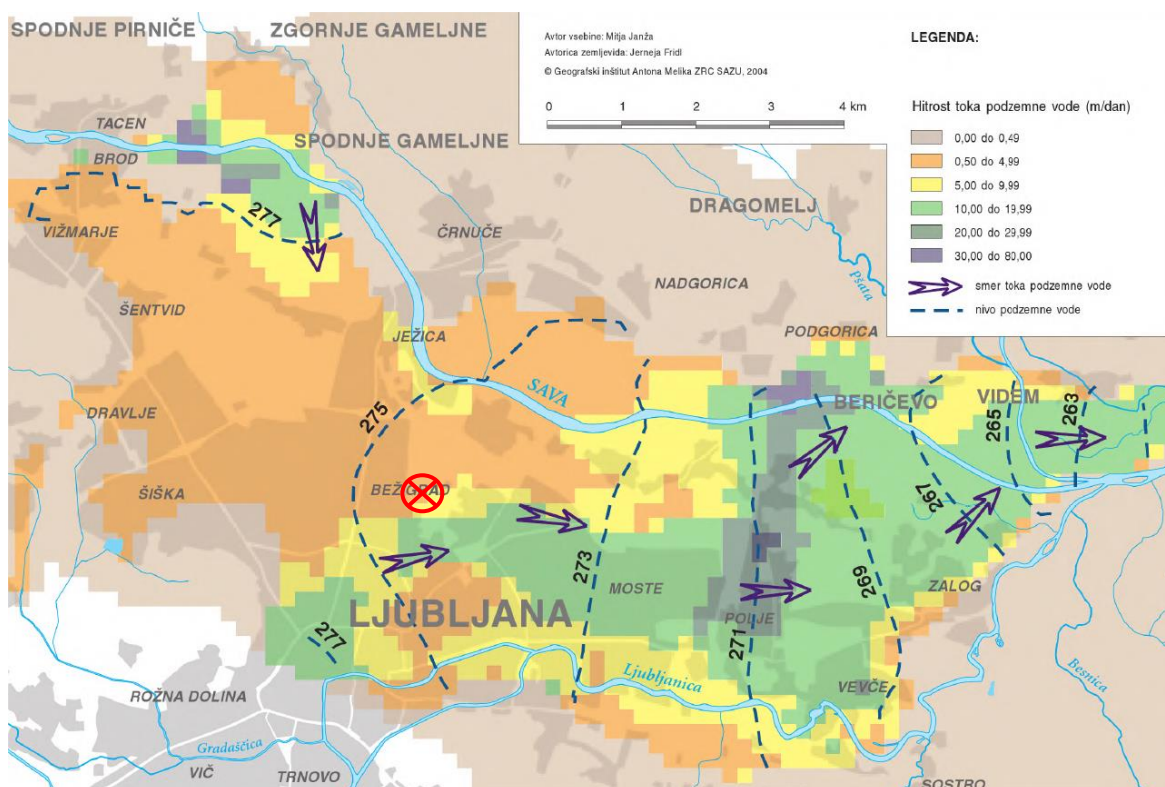 SPODNJE PIRNIČE
ZGORNJE GAMELJNE
Avtor vsebine: Mitja Janža
Avtorica zemljevida: Jerneja Fridl
© Geografski inštitut Antona Melika ZRC SAZU, 2004
0 1 2 3 4 km
LEGENDA:
Hitrost toka podzemne vode (m/dan)
0,00 do 0,49
0,50 do 4,99
5,00 do 9,99
10,00 do 19,99
20,00 do 29,99
30,00 do 80,00
smer toka podzemne vode
nivo podzemne vode
TACEN
BROD
SPODNJE GAMELJNE
277
VIŽMARJE
ČRNUČE
DRAGOMELJ
Pšata
NADGORICA
ŠENTVID
JEŽICA
PODGORICA
SAVA
BERIČEVO
VIDEM
265
263
DRAVLJE
275
ŠIŠKA
BEŽIGRAD
267
273
MOSTE
269
ZALOG
LJUBLJANA
277
POLJE
271
Ljubljanica
VEVČE
Besnica
ROŽNA DOLINA
Gradaščica
VIČ
TRNOVO
SOSTRO